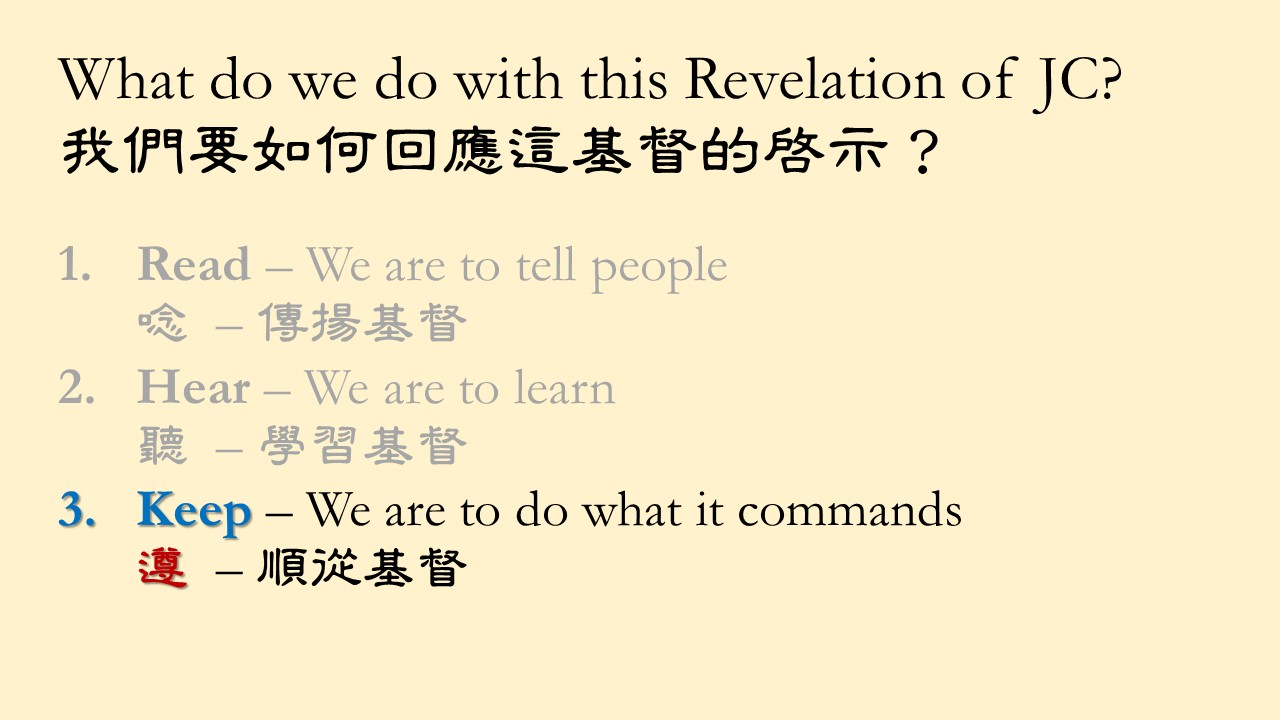 What do we do with this Revelation of JC?
我們要如何回應這基督的啓示？
1. Read – We are to tell people
唸 – 傳揚基督
2. Hear – We are to learn
聽 – 學習基督
3. Keep – We are to do what it commands
遵 – 順從基督